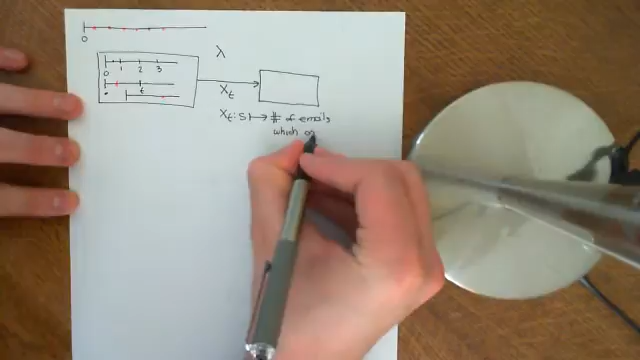 0
λ
0 1 2 3
t
X_t
X_t: S ↦ # of emails
which